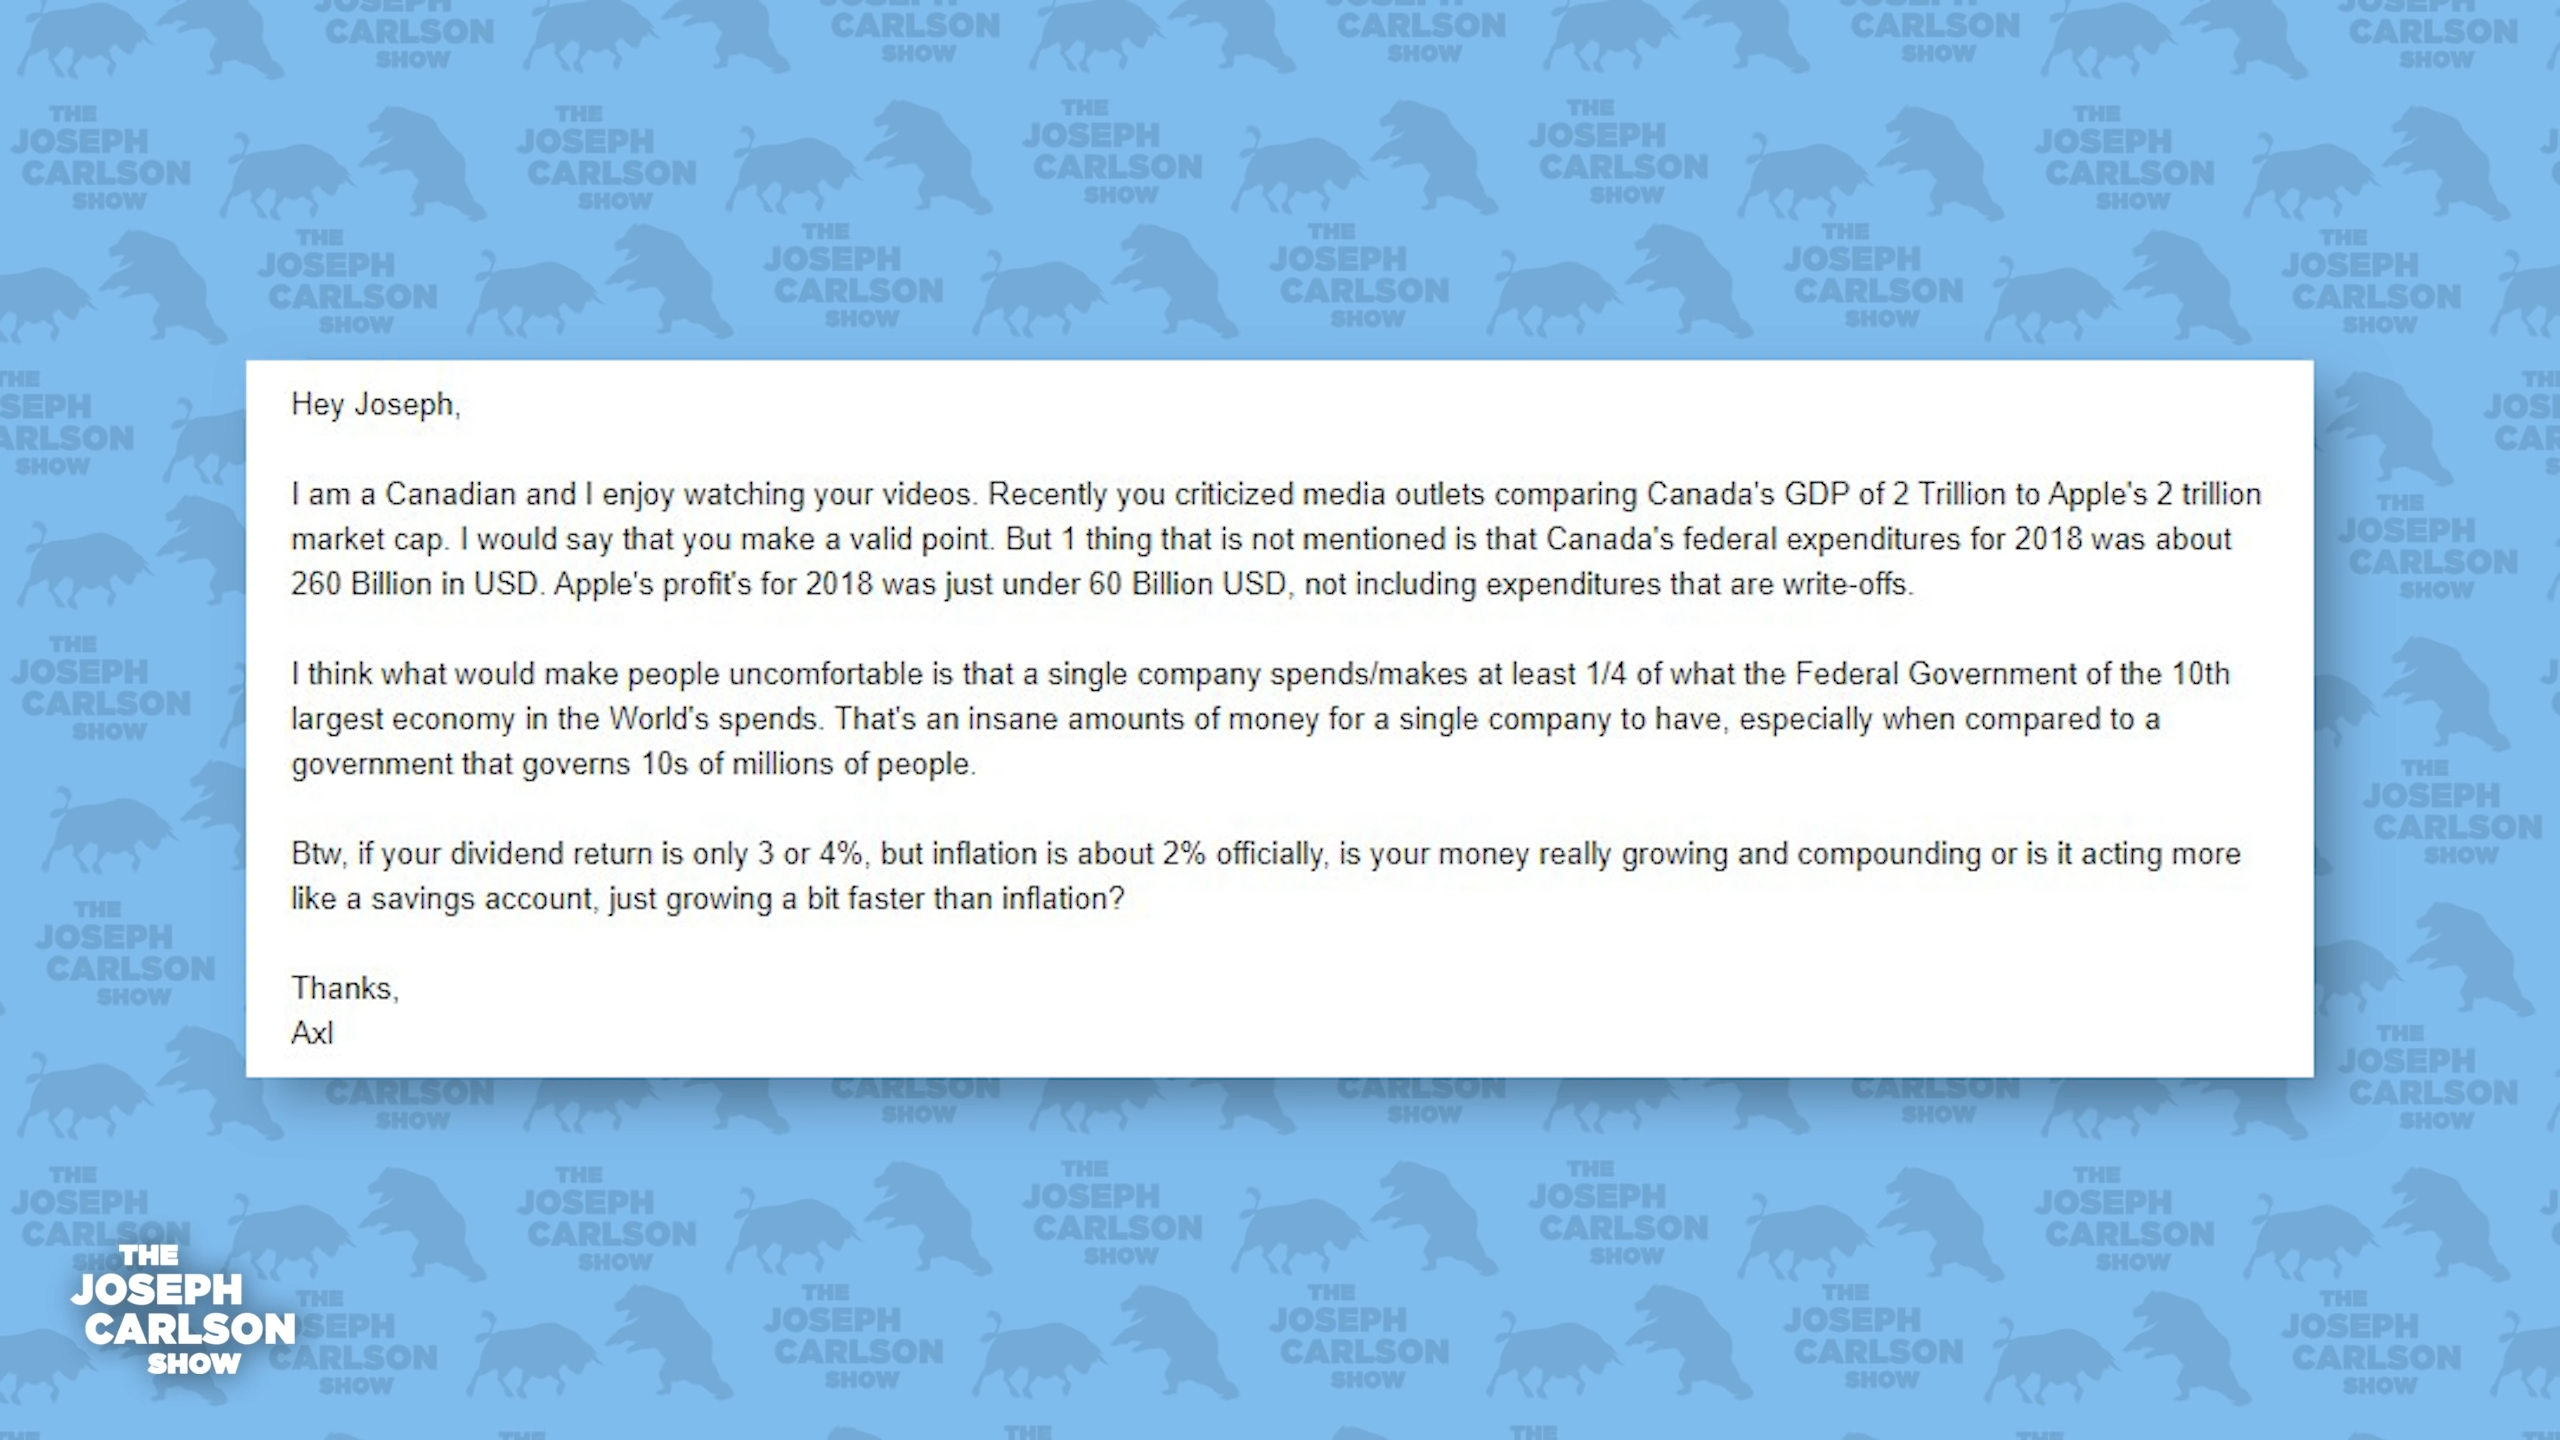 Hey Joseph,
I am a Canadian and I enjoy watching your videos. Recently you criticized media outlets comparing Canada's GDP of 2 Trillion to Apple's 2 trillion
market cap. I would say that you make a valid point. But 1 thing that is not mentioned is that Canada's federal expenditures for 2018 was about
260 Billion in USD. Apple's profit's for 2018 was just under 60 Billion USD, not including expenditures that are write-offs.
I think what would make people uncomfortable is that a single company spends/makes at least 1/4 of what the Federal Government of the 10th
largest economy in the World's spends. That's an insane amounts of money for a single company to have, especially when compared to a
government that governs 10s of millions of people.
Btw, if your dividend return is only 3 or 4%, but inflation is about 2% officially, is your money really growing and compounding or is it acting more
like a savings account, just growing a bit faster than inflation?
Thanks,
Axl
THE
JOSEPH
CARLSON
SHOW